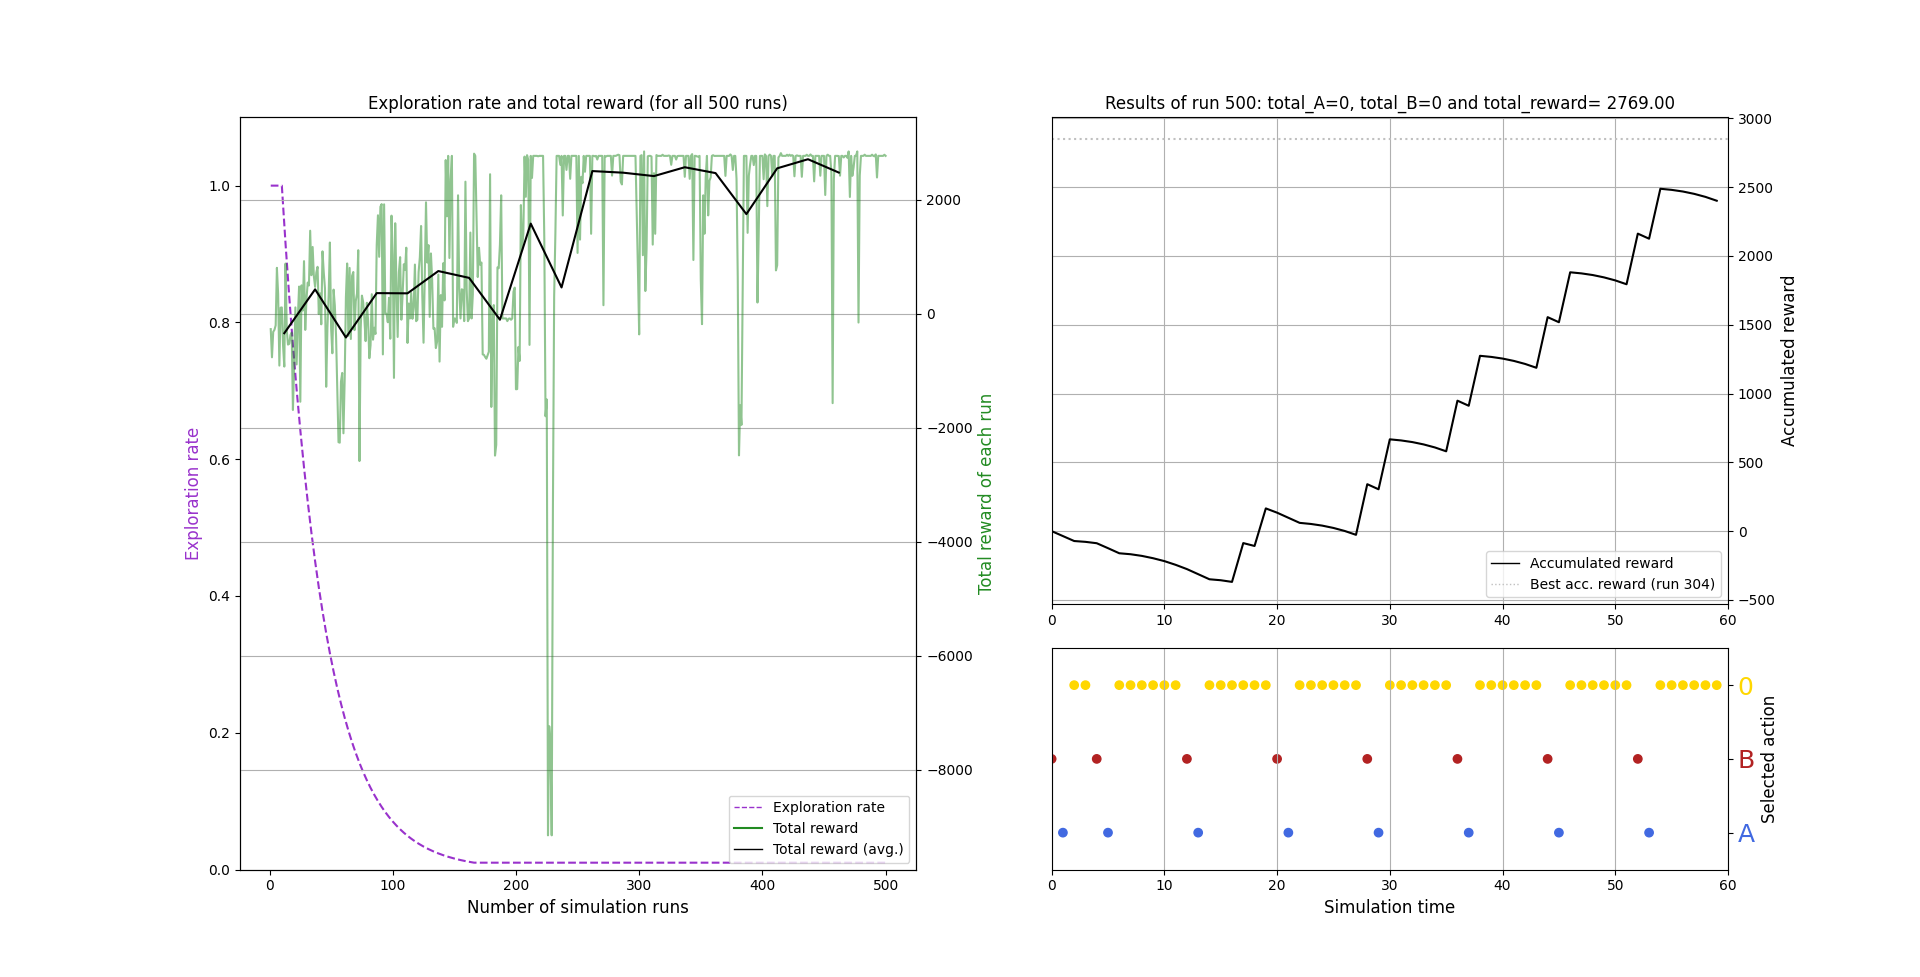 Exploration rate and total reward (for all 500 runs)
Exploration rate
1.0
0.8
0.6
0.4
0.2
0.0
2000
0
−2000
−4000
−6000
−8000
Total reward of each run
Exploration rate
Total reward
Total reward (avg.)
0 100 200 300 400 500
Number of simulation runs
Results of run 500: total_A=0, total_B=0 and total_reward= 2769.00
3000
2500
2000
1500
1000
500
0
−500
Accumulated reward
Accumulated reward
Best acc. reward (run 304)
0 10 20 30 40 50 60
0
B
A
Selected action
0 10 20 30 40 50 60
Simulation time